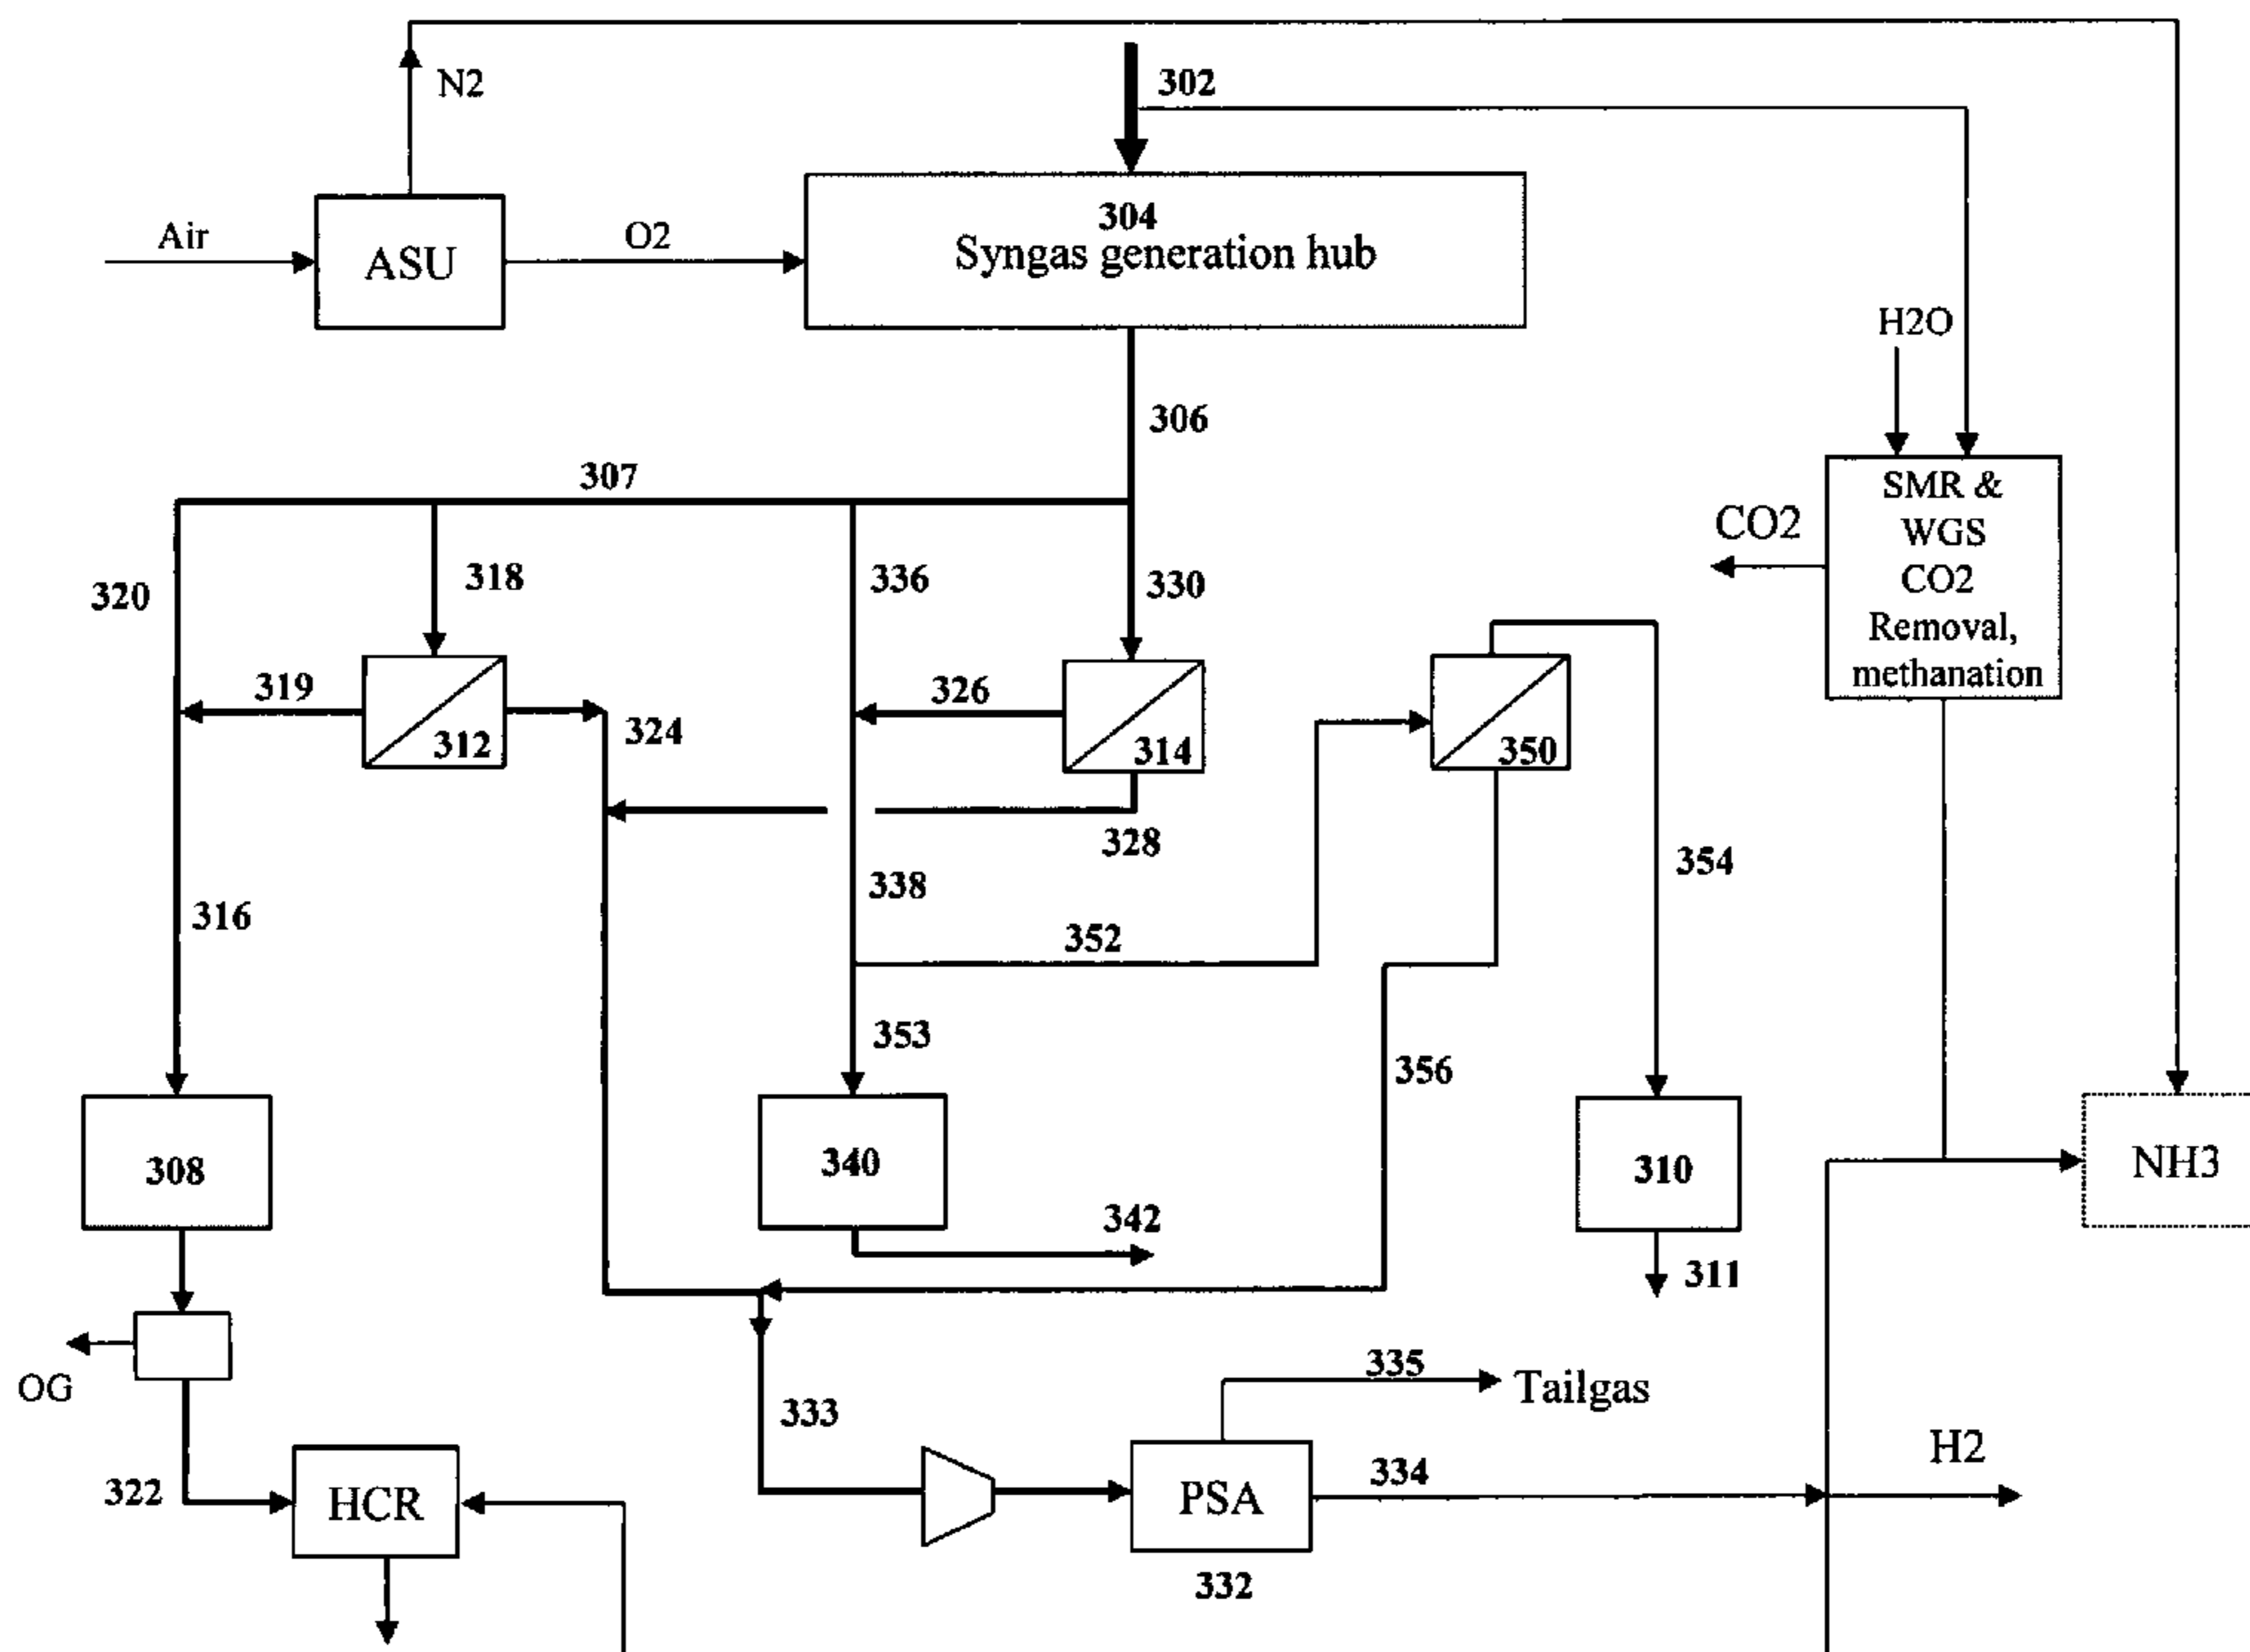 N2
302
Air
ASU
O2
304
Syngas generation hub
H2O
306
307
SMR &
WGS
CO2
Removal,
methanation
CO2
320
318
336
330
319
312
324
326
314
350
328
354
316
338
352
353
356
308
340
310
NH3
342
311
OG
335
Tailgas
333
322
HCR
PSA
334
H2
332